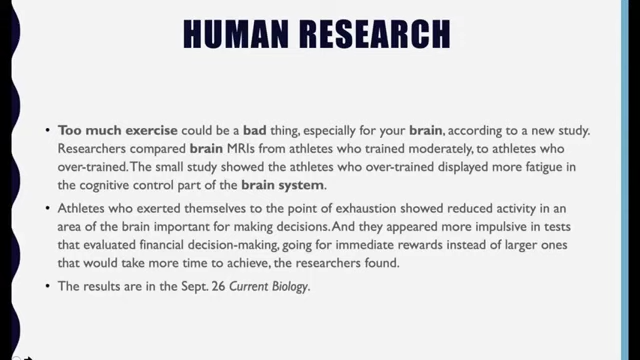 HUMAN RESEARCH
• Too much exercise could be a bad thing, especially for your brain, according to a new study.
Researchers compared brain MRIs from athletes who trained moderately, to athletes who
over-trained. The small study showed the athletes who over-trained displayed more fatigue in
the cognitive control part of the brain system.
• Athletes who exerted themselves to the point of exhaustion showed reduced activity in an
area of the brain important for making decisions. And they appeared more impulsive in tests
that evaluated financial decision-making, going for immediate rewards instead of larger ones
that would take more time to achieve, the researchers found.
• The results are in the Sept. 26 Current Biology.